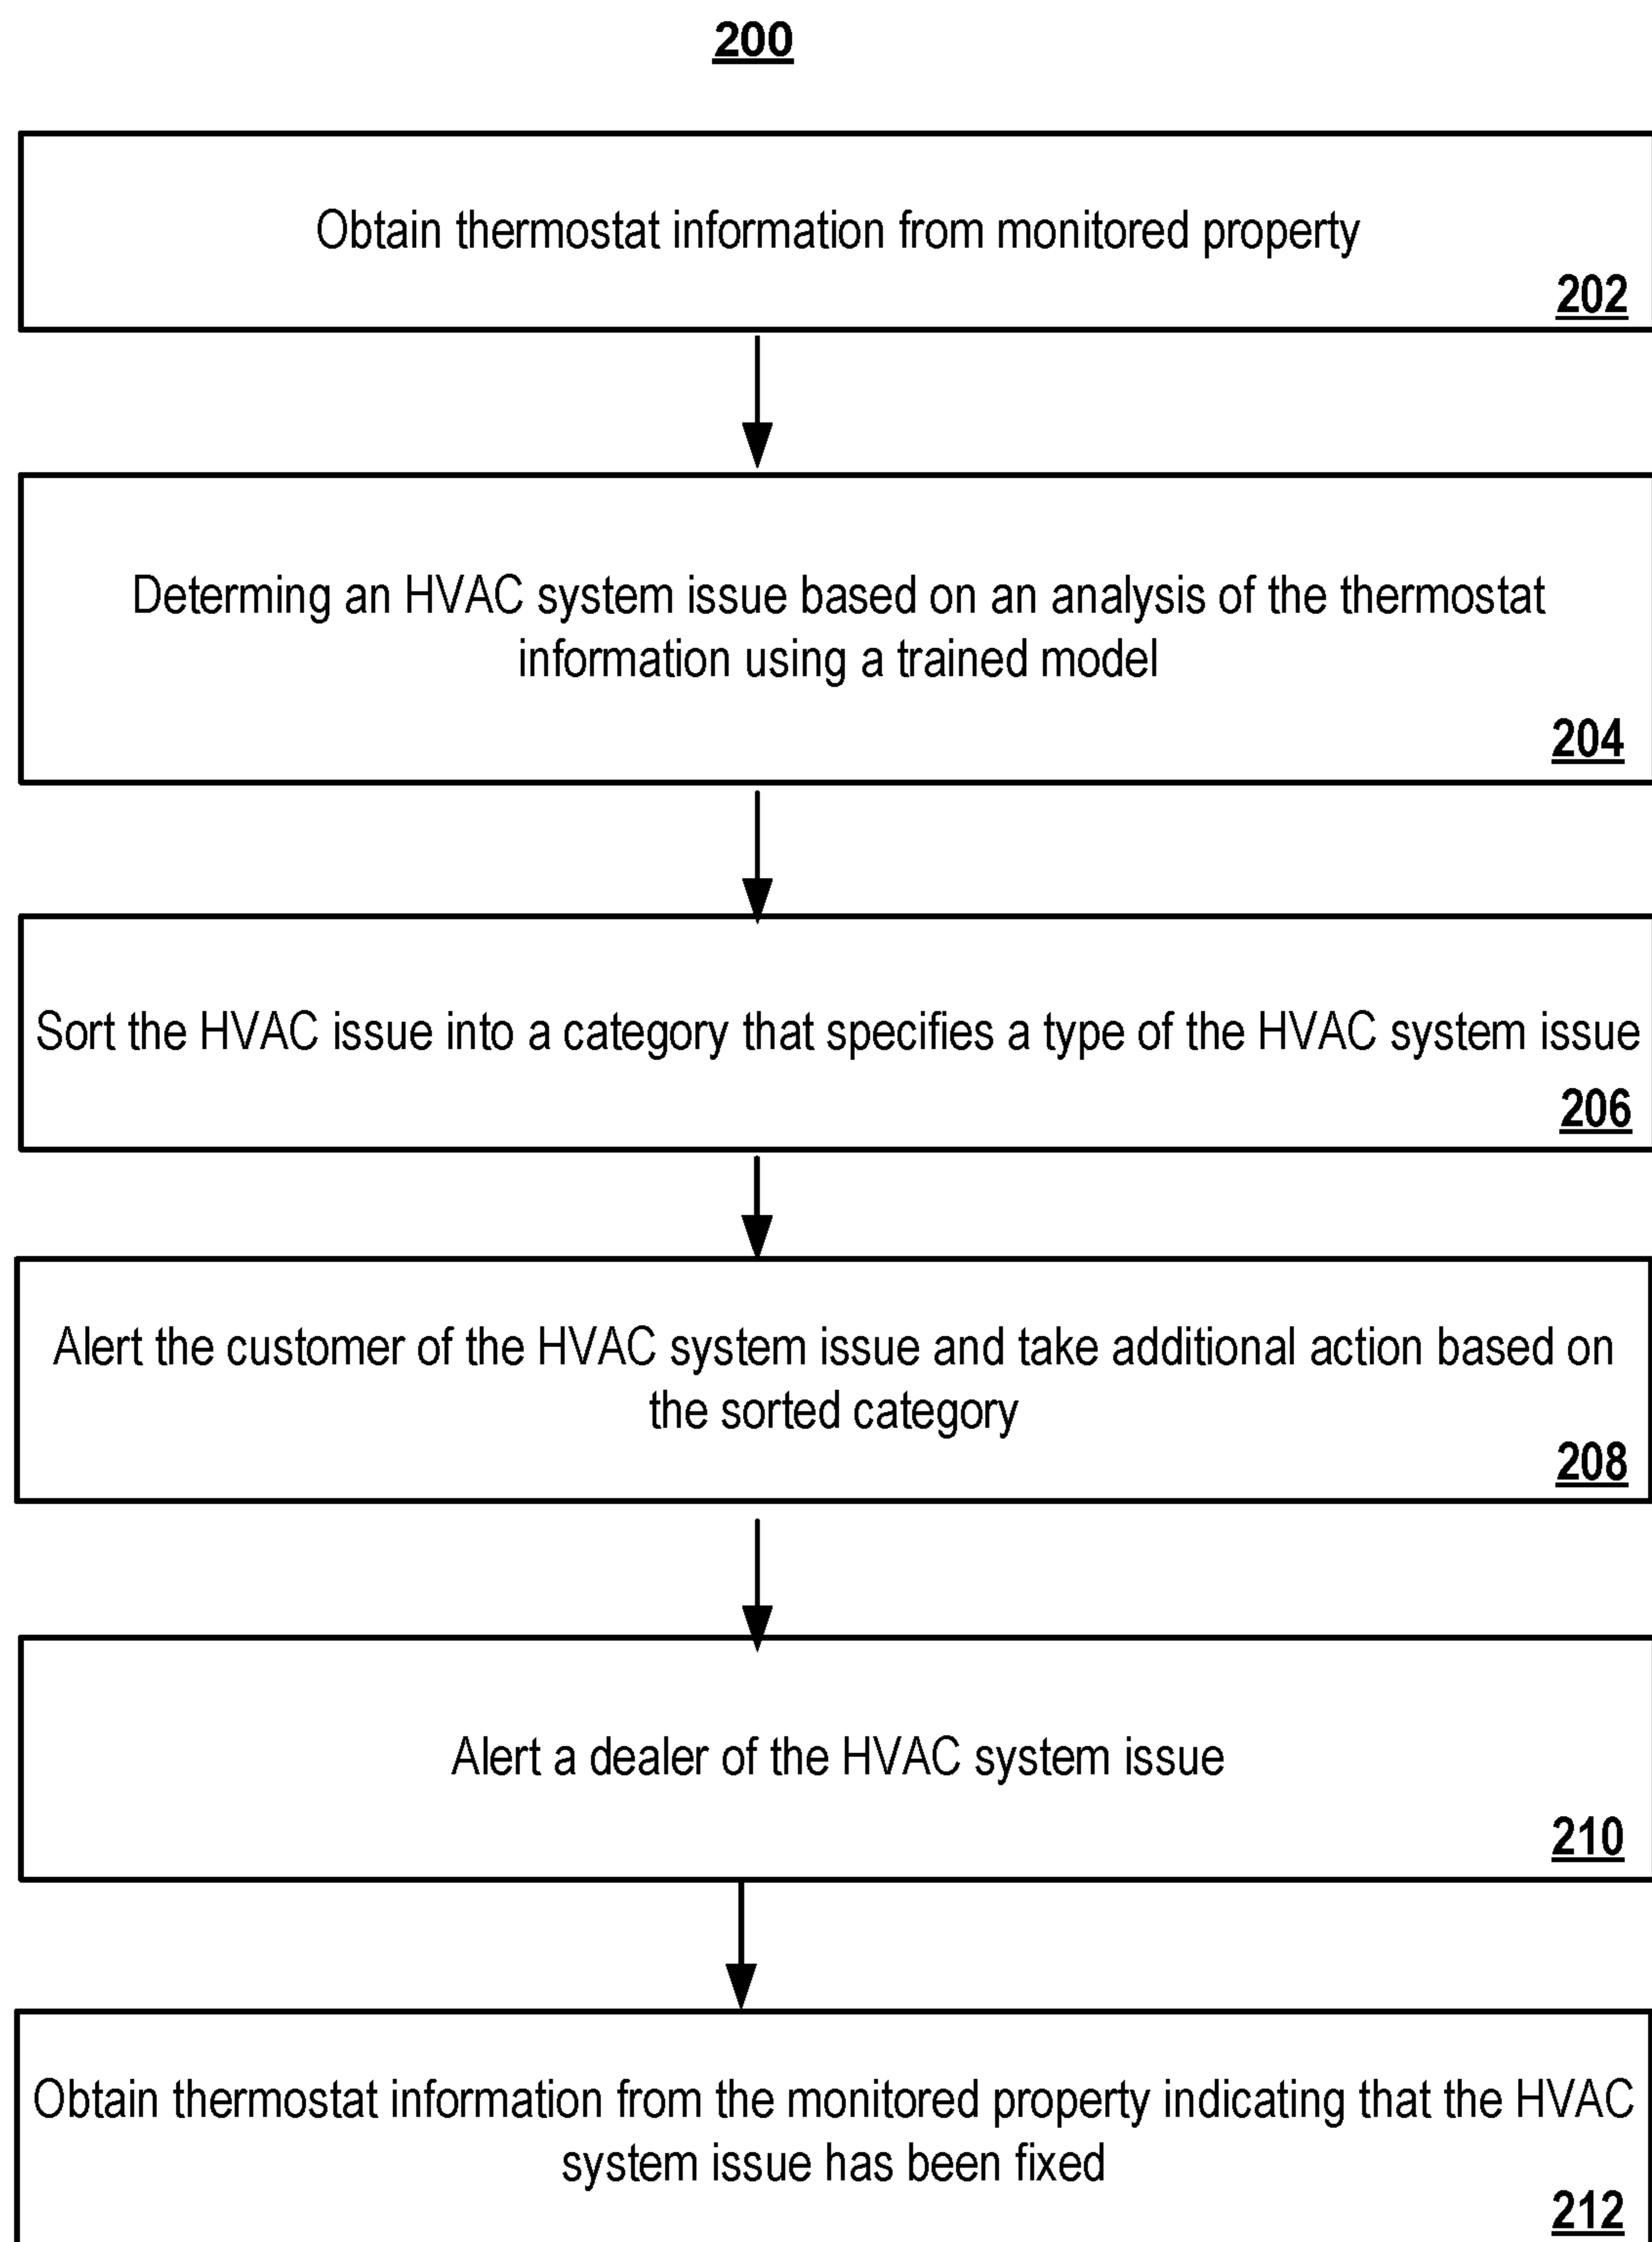 200
Obtain thermostat information from monitored property
202
Determing an HVAC system issue based on an analysis of the thermostat
information using a trained model
204
Sort the HVAC issue into a category that specifies a type of the HVAC system issue
206
Alert the customer of the HVAC system issue and take additional action based on
the sorted category
208
Alert a dealer of the HVAC system issue
210
Obtain thermostat information from the monitored property indicating that the HVAC
system issue has been fixed
212